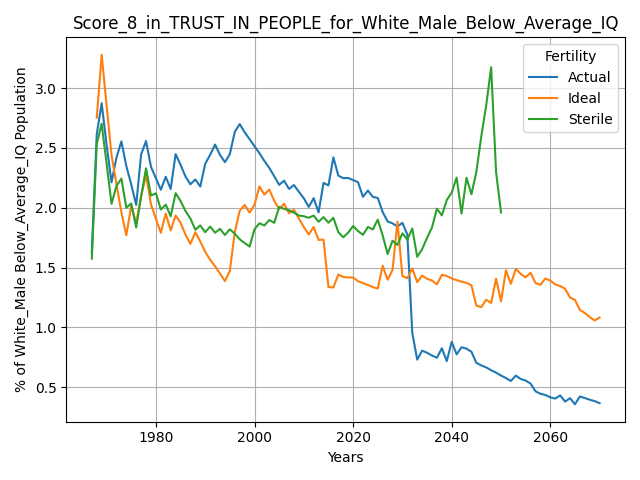 Score_8_in_TRUST_IN_PEOPLE_for_White_Male_Below_Average_IQ
Fertility
Actual
Ideal
Sterile
% of White_Male Below_Average_IQ Population
3.0
2.5
2.0
1.5
1.0
0.5
1980
2000
2020
2040
2060
Years